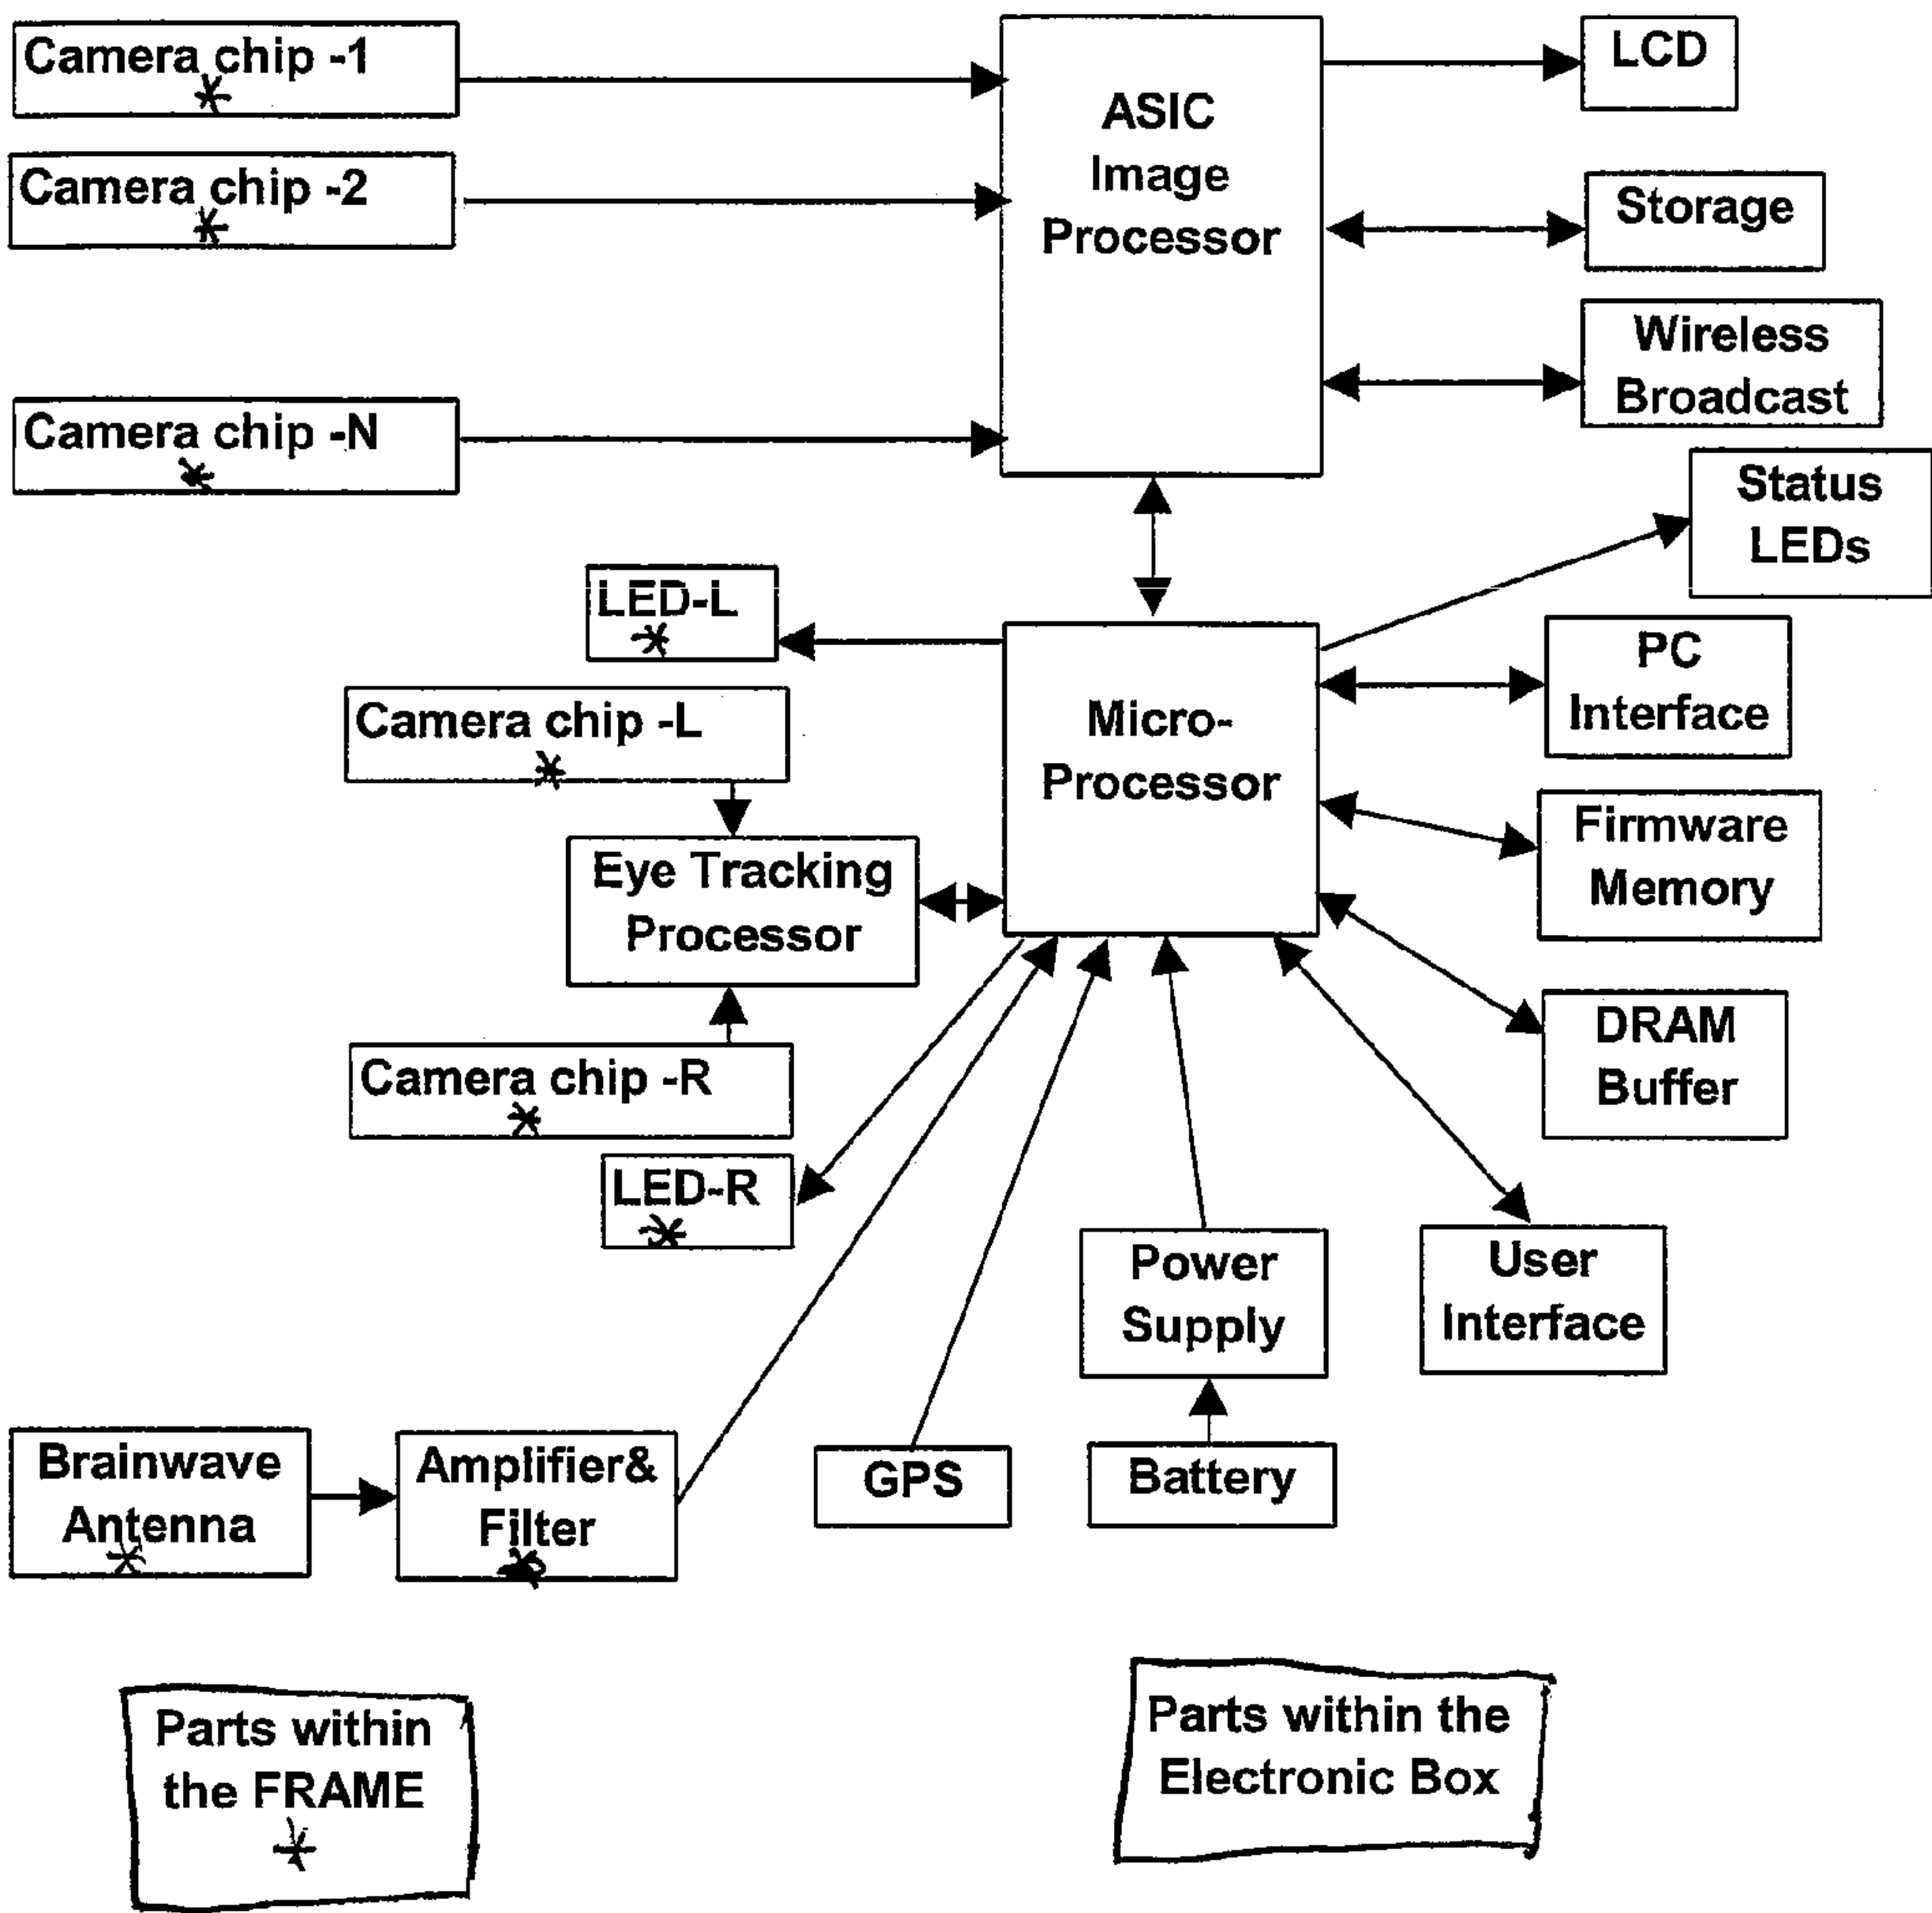 Camera chip -1
*
ASIC
Image
Processor
LCD
Camera chip -2
*
Storage
Wireless
Broadcast
Camera chip -N
*
Status
LEDs
LED-L
*
PC
Interface
Camera chip -L
*
Micro-
Processor
Firmware
Memory
Eye Tracking
Processor
DRAM
Buffer
Camera chip -R
*
LED-R
*
Power
Supply
User
Interface
Brainwave
Antenna
*
Amplifier&
Filter
*
GPS
Battery
Parts within
the FRAME
*
Parts within the
Electronic Box